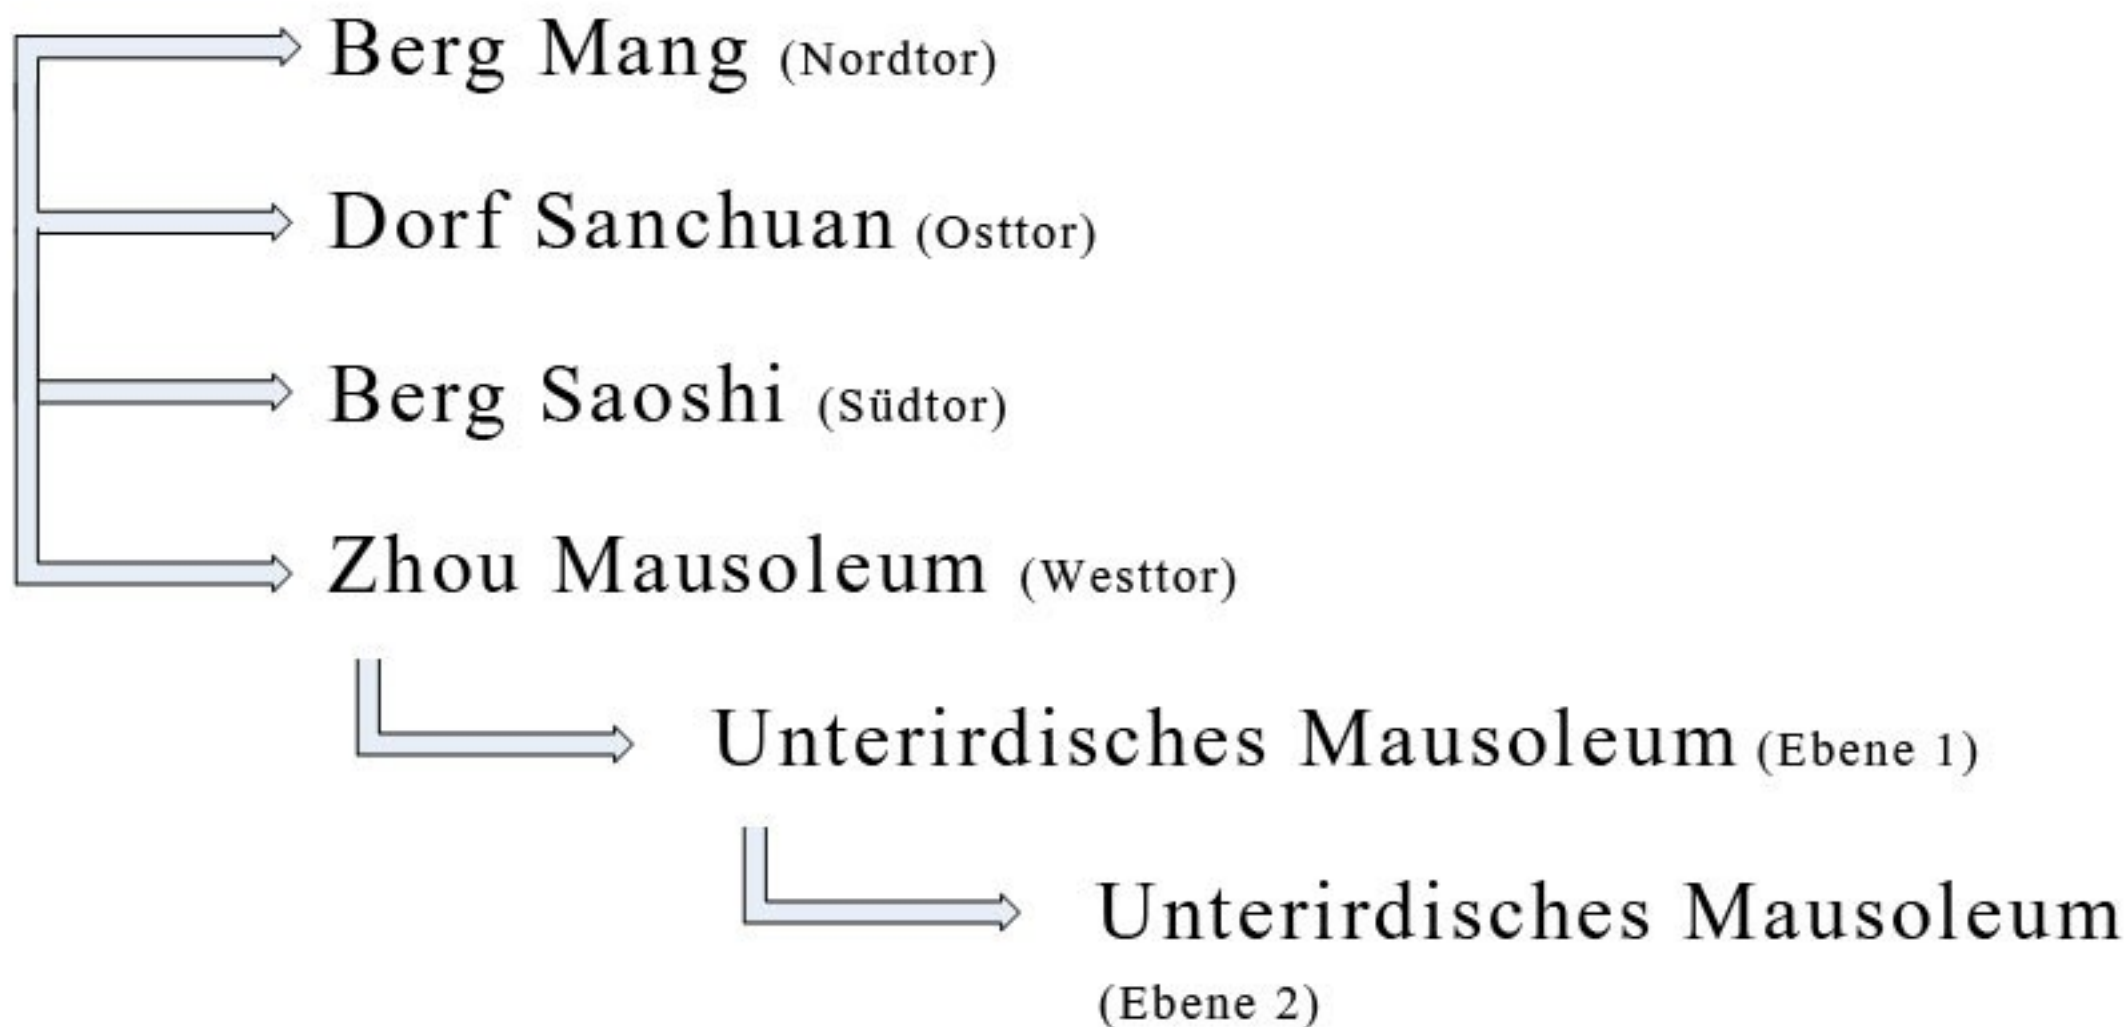 Berg Mang (Nordtor)
Dorf Sanchuan (Osttor)
Berg Saoshi (Südtor)
Zhou Mausoleum (Westtor)
Unterirdisches Mausoleum (Ebene 1)
Unterirdisches Mausoleum
(Ebene 2)